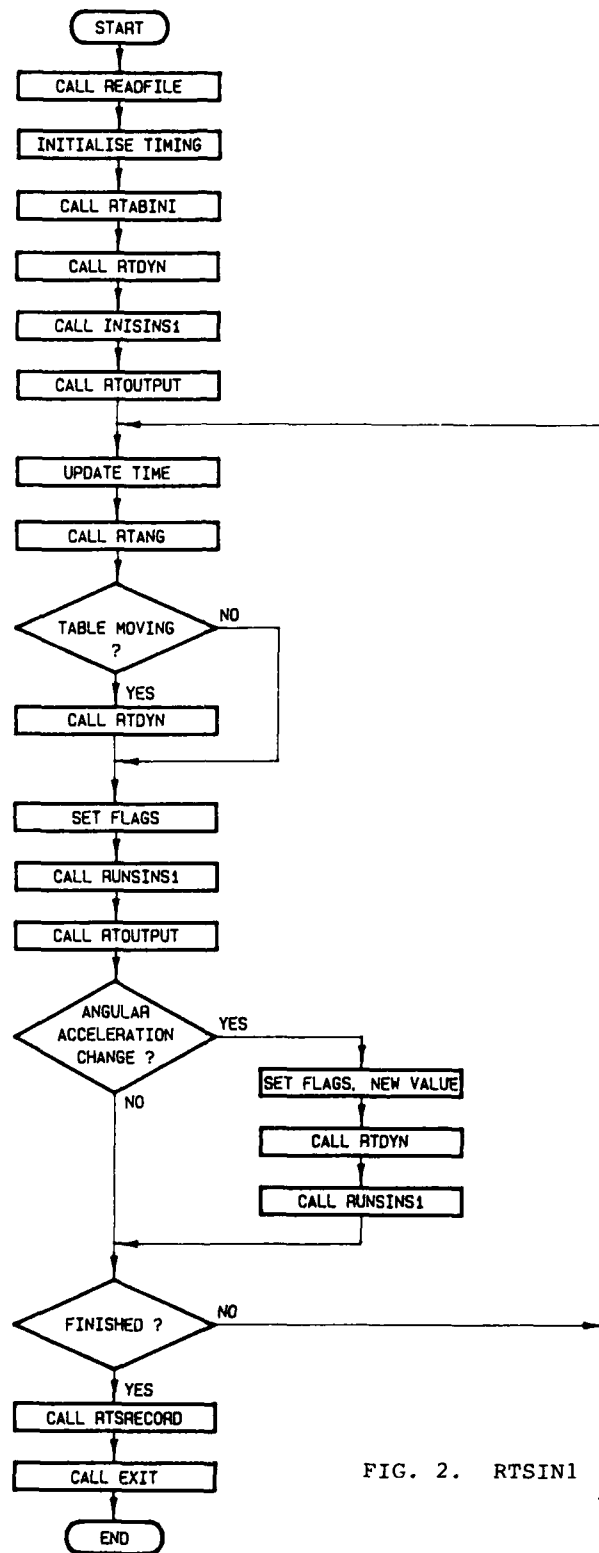 START
CALL READFILE
INITIALISE TIMING
CALL RTABINI
CALL RTDYN
CALL INISINS1
CALL RTOUTPUT
UPDATE TIME
CALL RTANG
TABLE MOVING
?
NO
YES
CALL RTDYN
SET FLAGS
CALL RUNSINS1
CALL RTOUTPUT
ANGULAR
ACCELERATION
CHANGE ?
YES
NO
SET FLAGS, NEW VALUE
CALL RTDYN
CALL RUNSINS1
FINISHED ?
NO
YES
CALL RTSRECORD
CALL EXIT
END
FIG. 2. RTSIN1